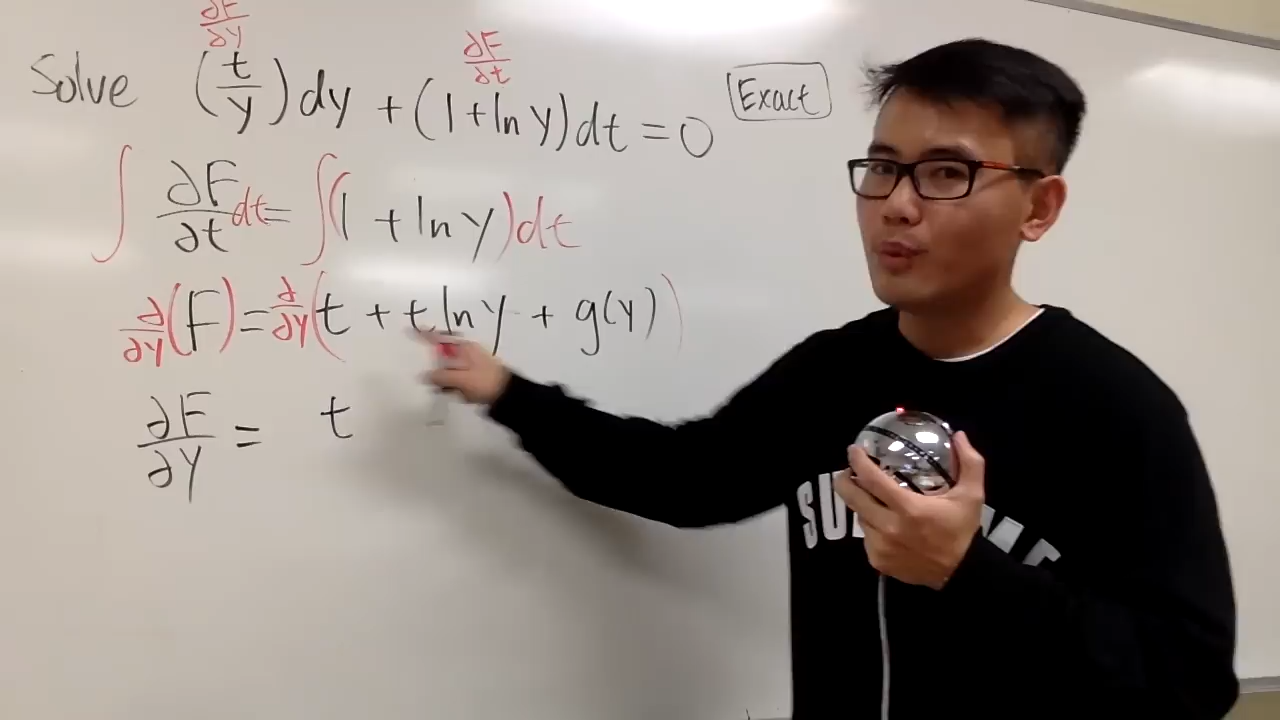 ∂F/∂y ∂F/∂t
Solve (t/y)dy + (1+ln y)dt = 0 Exact
∫ ∂F/∂t dt = ∫(1 + ln y)dt
∂/∂y(F) = ∂/∂y(t + t ln y + g(y))
∂F/∂y = t